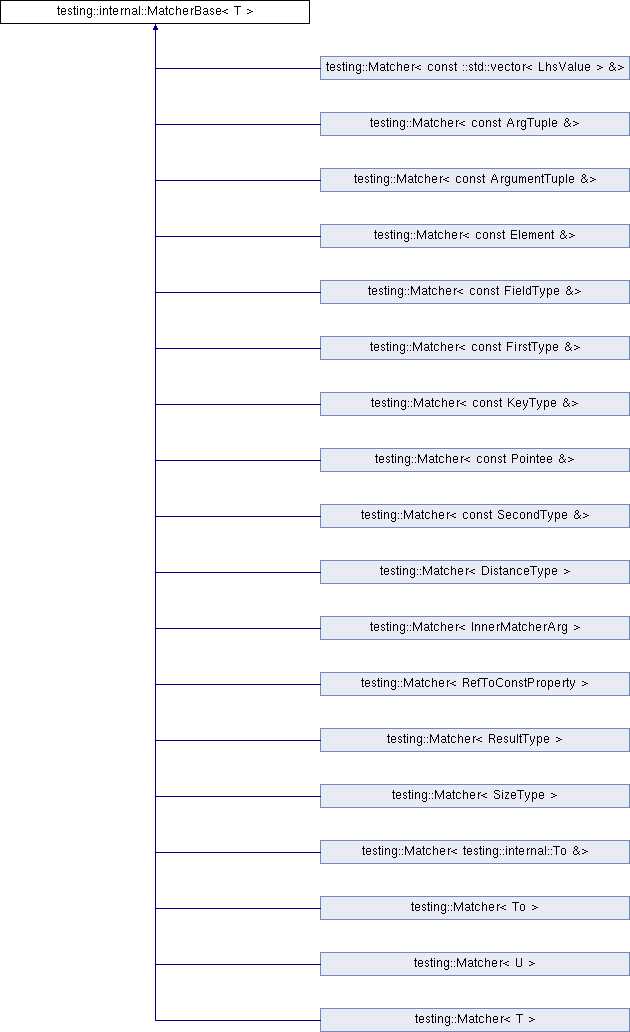 testing::internal::MatcherBase< T >
testing::Matcher< const ::std::vector< LhsValue > &>
testing::Matcher< const ArgTuple &>
testing::Matcher< const ArgumentTuple &>
testing::Matcher< const Element &>
testing::Matcher< const FieldType &>
testing::Matcher< const FirstType &>
testing::Matcher< const KeyType &>
testing::Matcher< const Pointee &>
testing::Matcher< const SecondType &>
testing::Matcher< DistanceType >
testing::Matcher< InnerMatcherArg >
testing::Matcher< RefToConstProperty >
testing::Matcher< ResultType >
testing::Matcher< SizeType >
testing::Matcher< testing::internal::To &>
testing::Matcher< To >
testing::Matcher< U >
testing::Matcher< T >